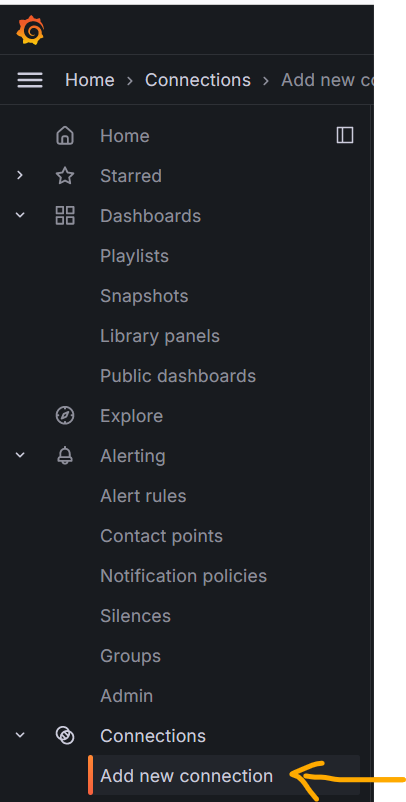 Home › Connections › Add new c
Home
Starred
Dashboards
Playlists
Snapshots
Library panels
Public dashboards
Explore
Alerting
Alert rules
Contact points
Notification policies
Silences
Groups
Admin
Connections
Add new connection